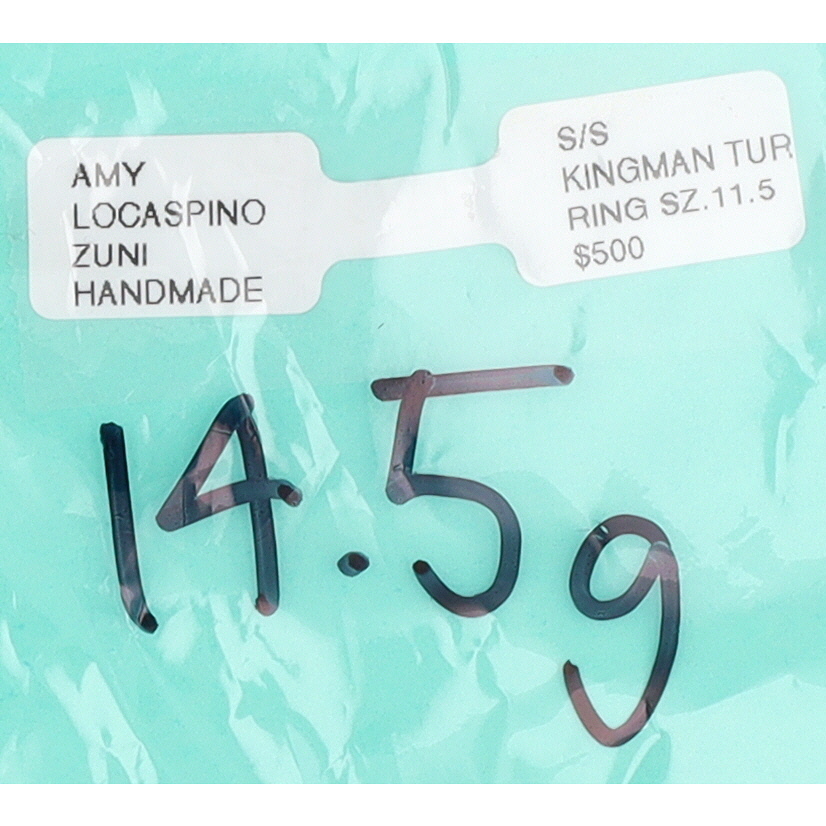 AMY
LOCASPINO
ZUNI
HANDMADE
S/S
KINGMAN TUR
RING SZ.11.5
$500
14.5g